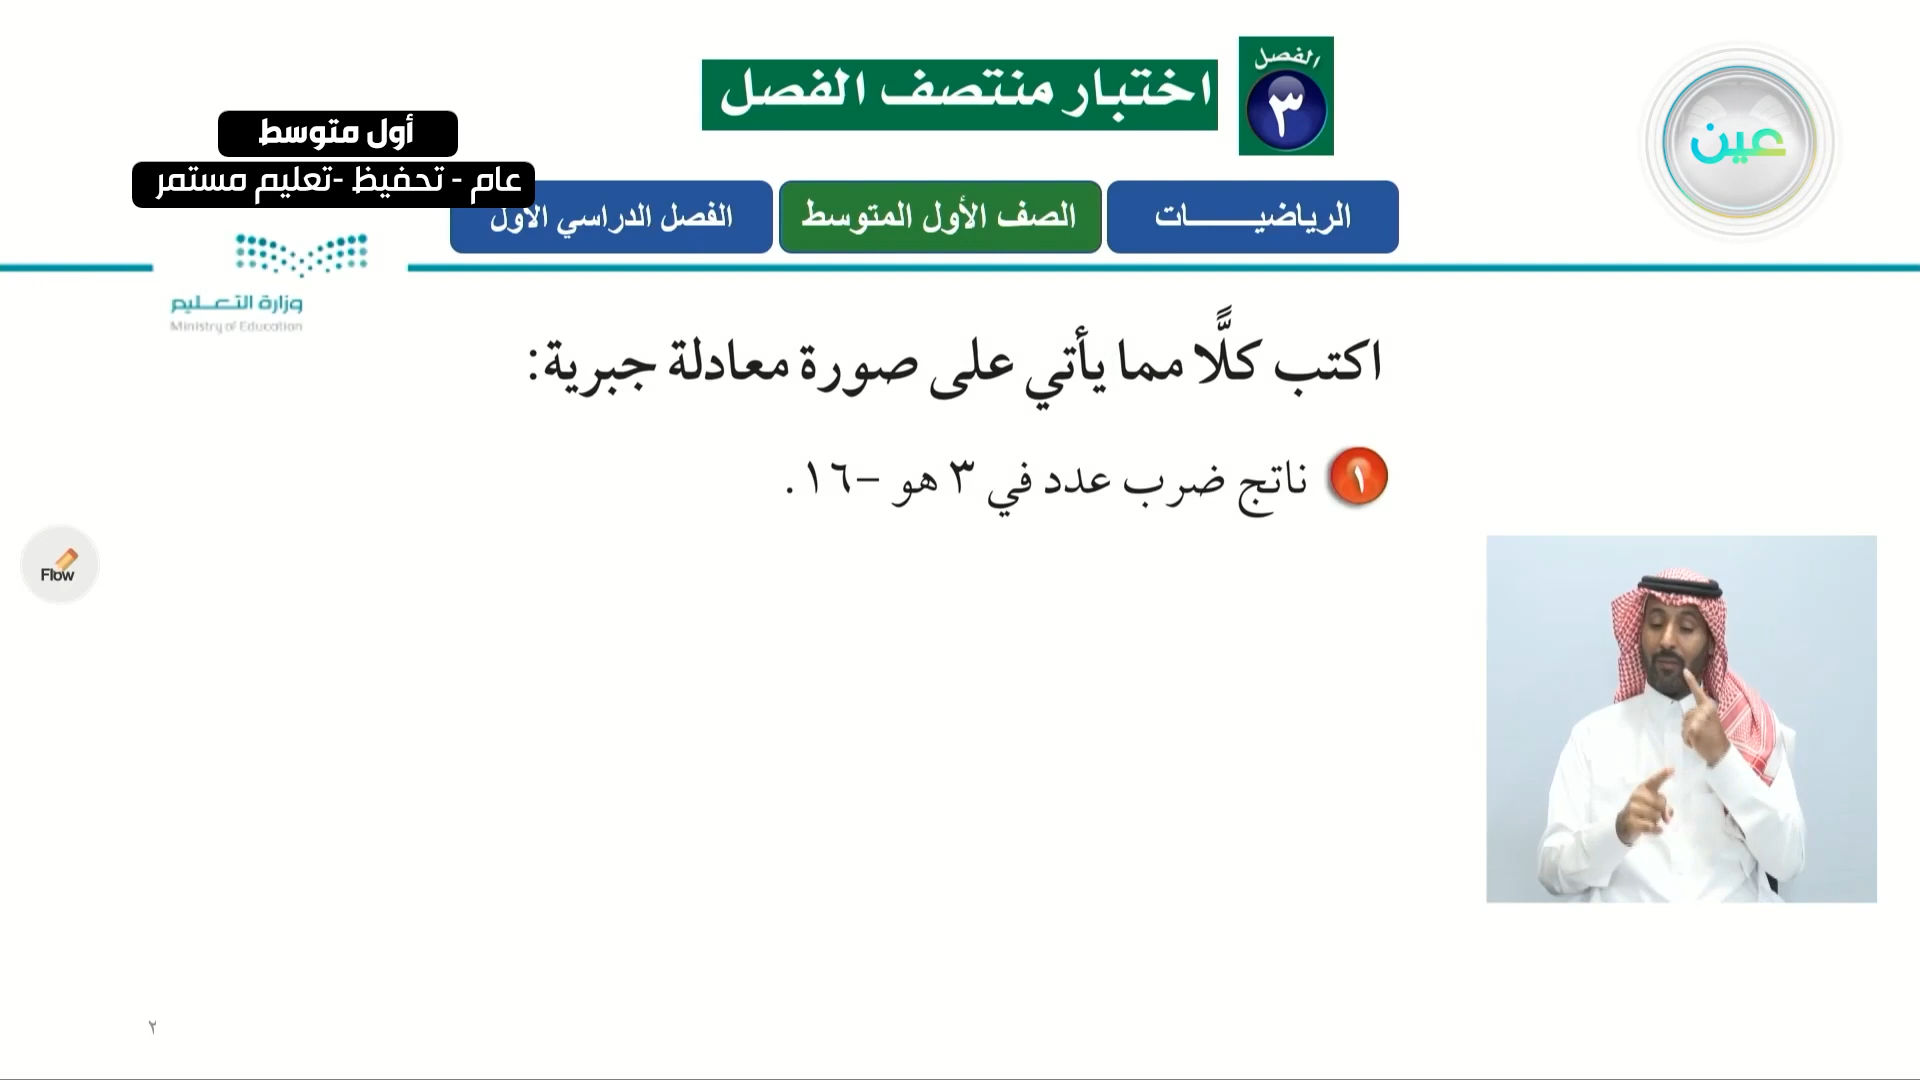 الفصل
٣
اختبار منتصف الفصل
عين
أول متوسط
عام - تحفيظ -تعليم مستمر
الرياضيــــــــات
الصف الأول المتوسط
الفصل الدراسي الأول
وزارة التعـــليم
Ministry of Education
اكتب كلًّا مما يأتي على صورة معادلة جبرية:
١ ناتج ضرب عدد في ٣ هو –١٦.
Flow
٢